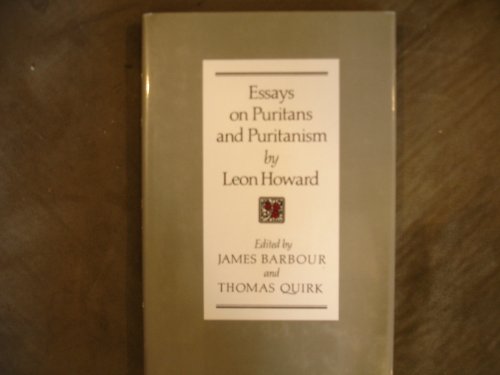 Essays
on Puritans
and Puritanism
by
Leon Howard
Edited by
JAMES BARBOUR
and
THOMAS QUIRK